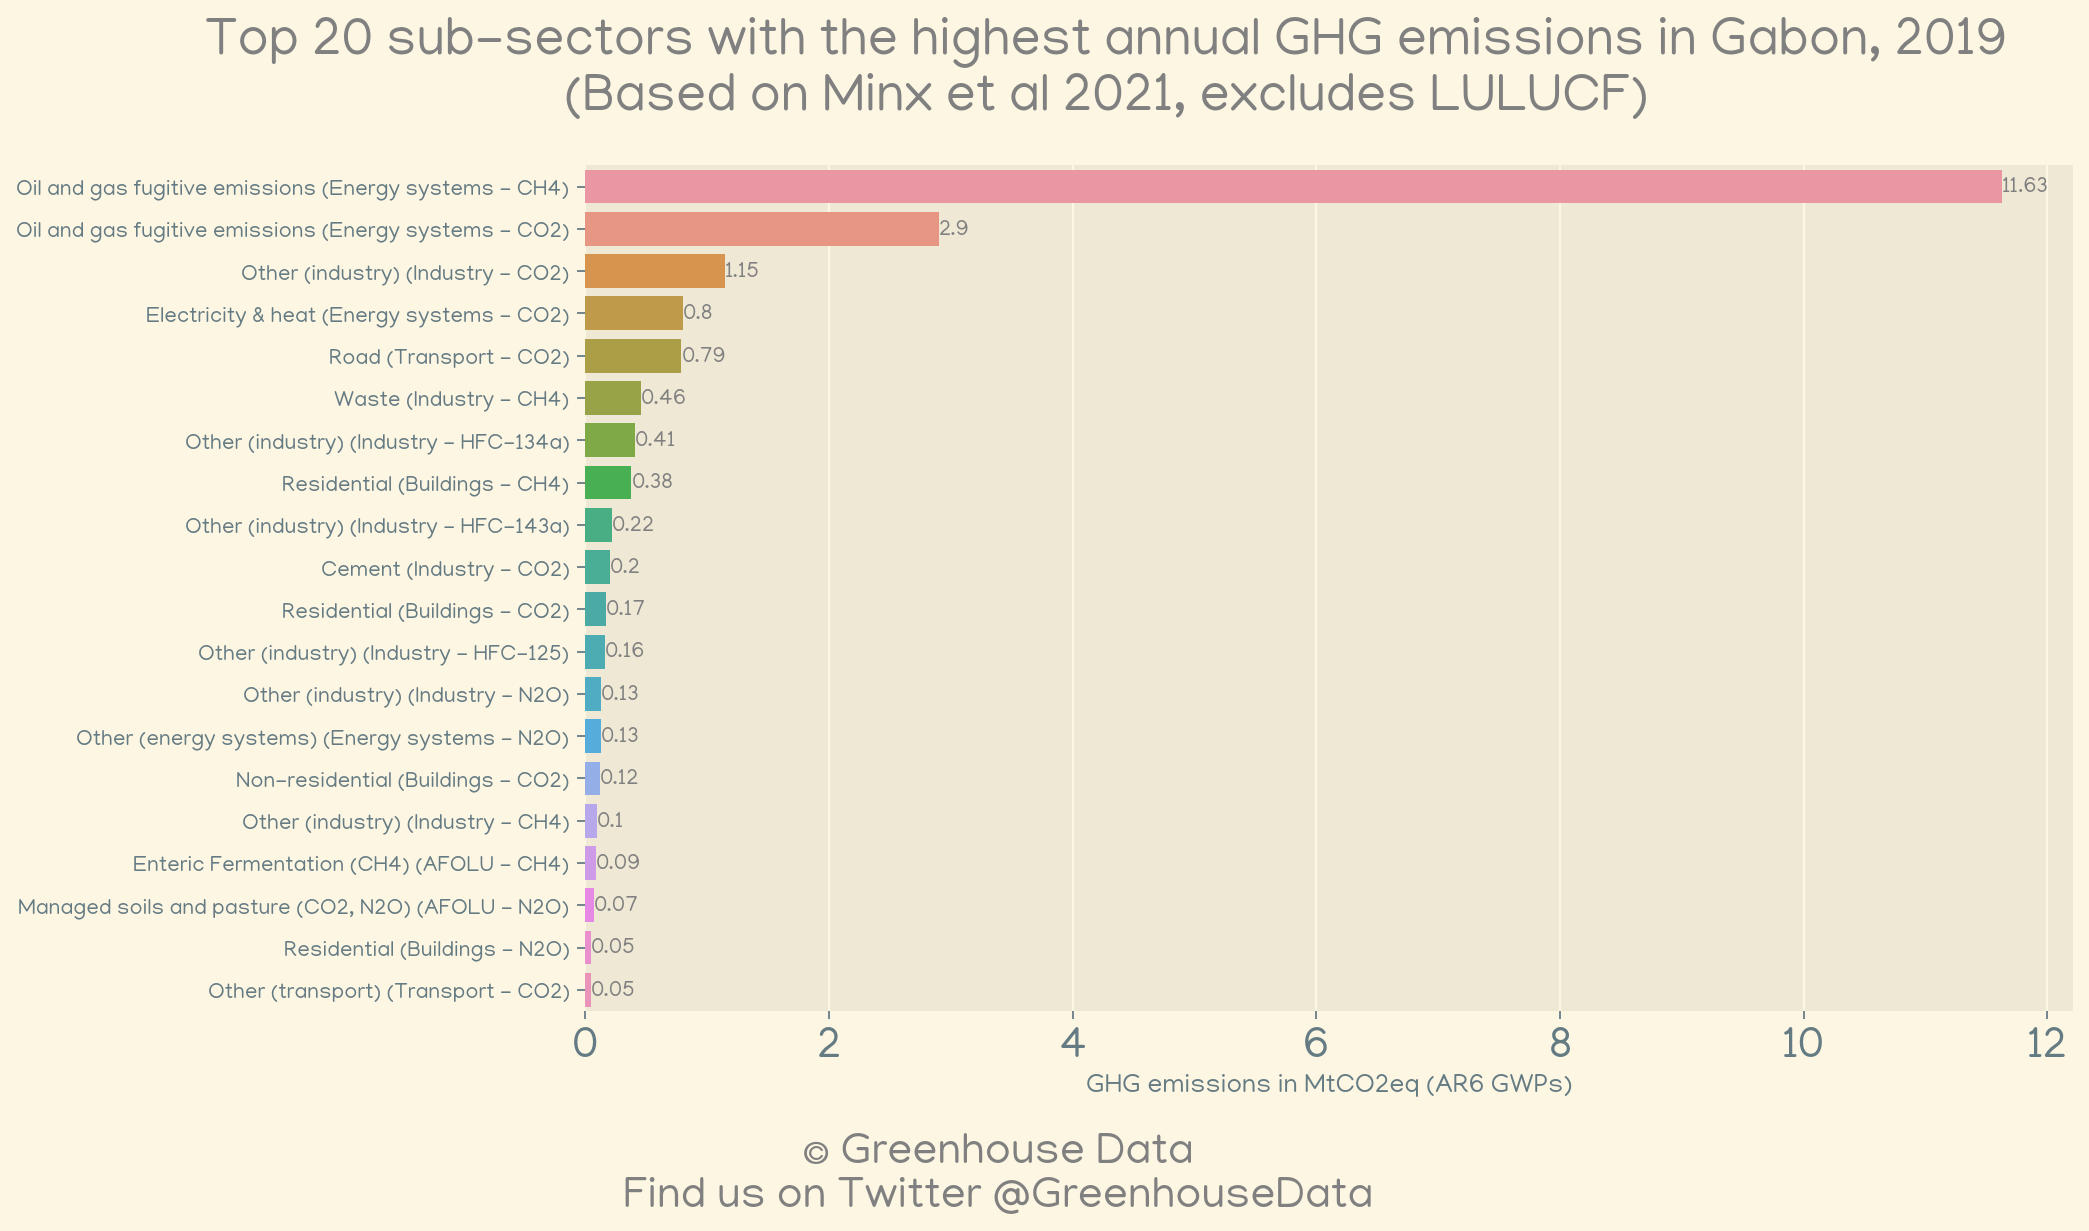 Top 20 sub-sectors with the highest annual GHG emissions in Gabon, 2019
(Based on Minx et al 2021, excludes LULUCF)
Oil and gas fugitive emissions (Energy systems - CH4) 11.63
Oil and gas fugitive emissions (Energy systems - CO2) 2.9
Other (industry) (Industry - CO2) 1.15
Electricity & heat (Energy systems - CO2) 0.8
Road (Transport - CO2) 0.79
Waste (Industry - CH4) 0.46
Other (industry) (Industry - HFC-134a) 0.41
Residential (Buildings - CH4) 0.38
Other (industry) (Industry - HFC-143a) 0.22
Cement (Industry - CO2) 0.2
Residential (Buildings - CO2) 0.17
Other (industry) (Industry - HFC-125) 0.16
Other (industry) (Industry - N2O) 0.13
Other (energy systems) (Energy systems - N2O) 0.13
Non-residential (Buildings - CO2) 0.12
Other (industry) (Industry - CH4) 0.1
Enteric Fermentation (CH4) (AFOLU - CH4) 0.09
Managed soils and pasture (CO2, N2O) (AFOLU - N2O) 0.07
Residential (Buildings - N2O) 0.05
Other (transport) (Transport - CO2) 0.05
0 2 4 6 8 10 12
GHG emissions in MtCO2eq (AR6 GWPs)
© Greenhouse Data
Find us on Twitter @GreenhouseData